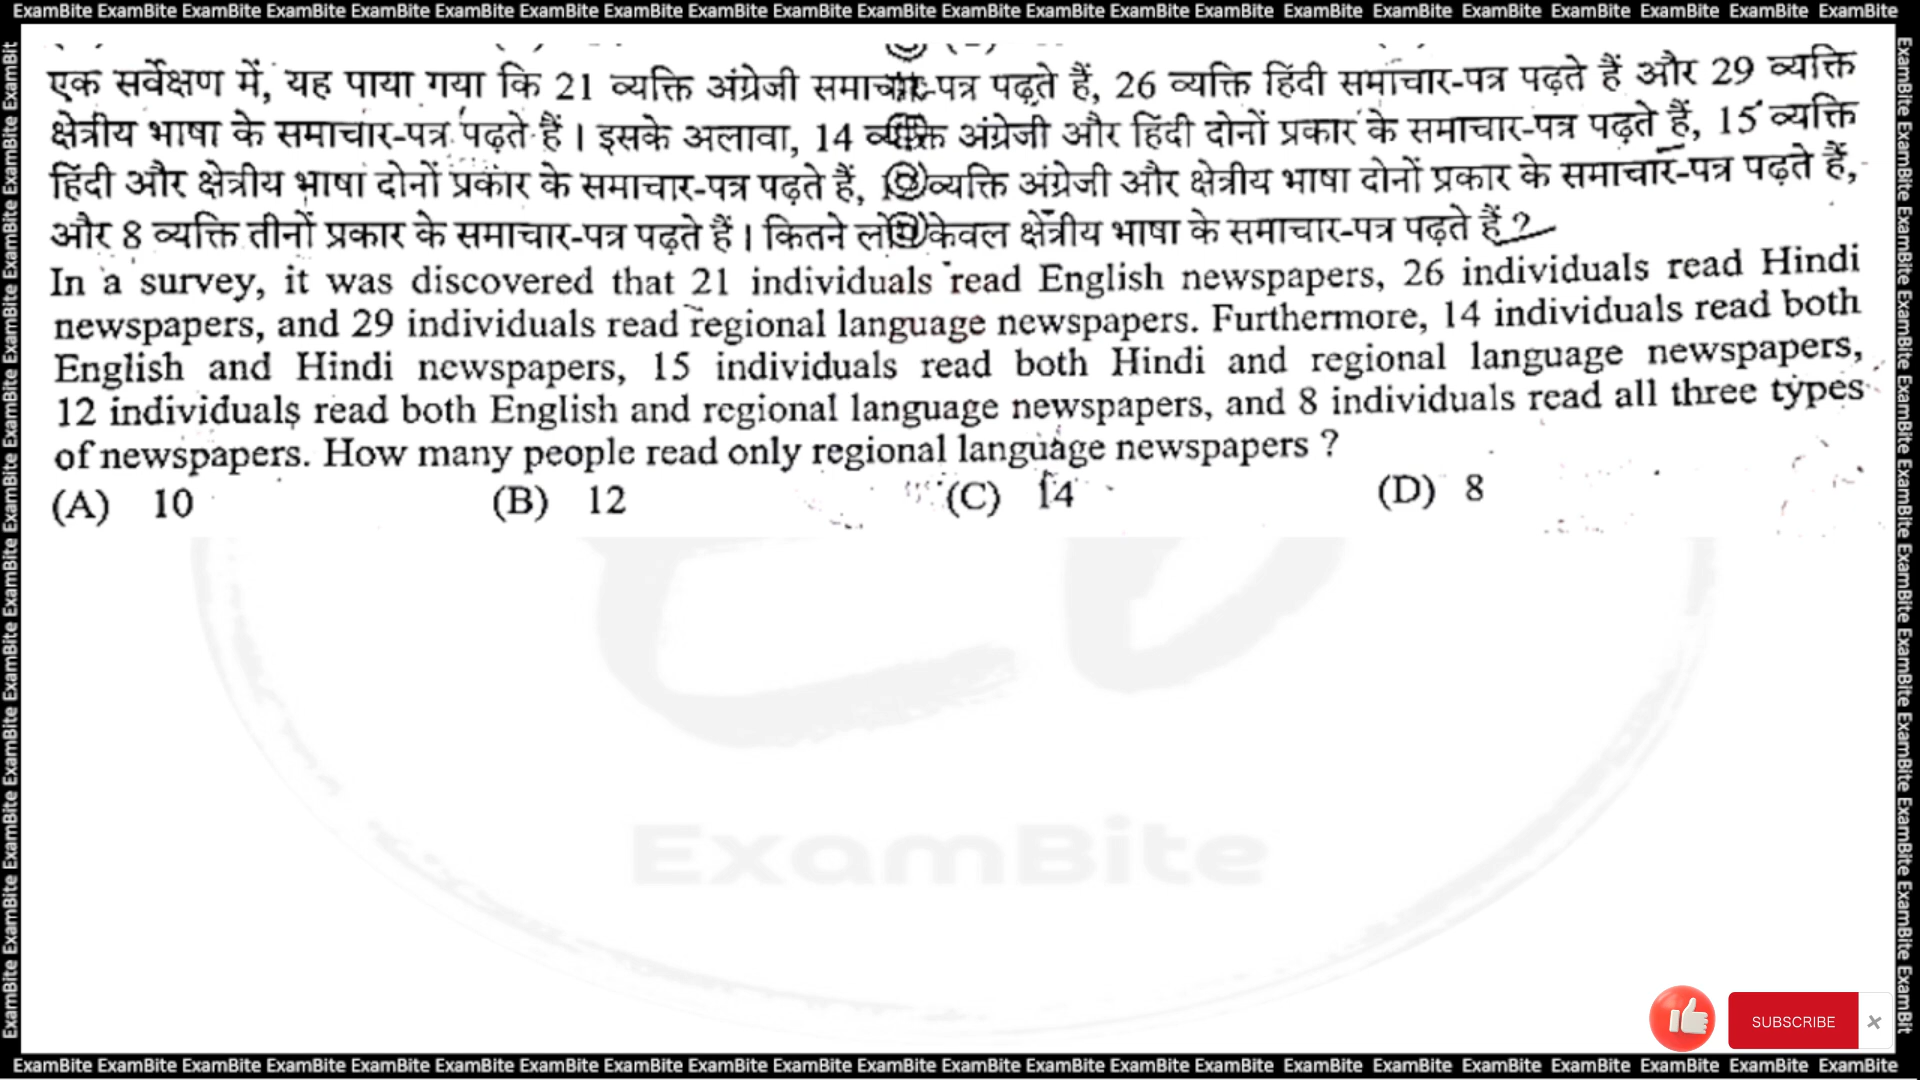 ExamBite ExamBite ExamBite ExamBite ExamBite ExamBite ExamBite ExamBite ExamBite ExamBite ExamBite ExamBite ExamBite ExamBite ExamBite ExamBite ExamBite ExamBite ExamBite ExamBite ExamBite
एक सर्वेक्षण में, यह पाया गया कि 21 व्यक्ति अंग्रेजी समाचार-पत्र पढ़ते हैं, 26 व्यक्ति हिंदी समाचार-पत्र पढ़ते हैं और 29 व्यक्ति
क्षेत्रीय भाषा के समाचार-पत्र पढ़ते हैं । इसके अलावा, 14 व्यक्ति अंग्रेजी और हिंदी दोनों प्रकार के समाचार-पत्र पढ़ते हैं, 15 व्यक्ति
हिंदी और क्षेत्रीय भाषा दोनों प्रकार के समाचार-पत्र पढ़ते हैं, व्यक्ति अंग्रेजी और क्षेत्रीय भाषा दोनों प्रकार के समाचार-पत्र पढ़ते हैं,
और 8 व्यक्ति तीनों प्रकार के समाचार-पत्र पढ़ते हैं । कितने केवल क्षेत्रीय भाषा के समाचार-पत्र पढ़ते हैं ?
In a survey, it was discovered that 21 individuals read English newspapers, 26 individuals read Hindi
newspapers, and 29 individuals read regional language newspapers. Furthermore, 14 individuals read both
English and Hindi newspapers, 15 individuals read both Hindi and regional language newspapers,
12 individuals read both English and regional language newspapers, and 8 individuals read all three types
of newspapers. How many people read only regional language newspapers ?
(A) 10 (B) 12 (C) 14 (D) 8
ExamBite
SUBSCRIBE
ExamBite ExamBite ExamBite ExamBite ExamBite ExamBite ExamBite ExamBite ExamBite ExamBite ExamBite ExamBite ExamBite ExamBite ExamBite ExamBite ExamBite ExamBite ExamBite ExamBite ExamBite